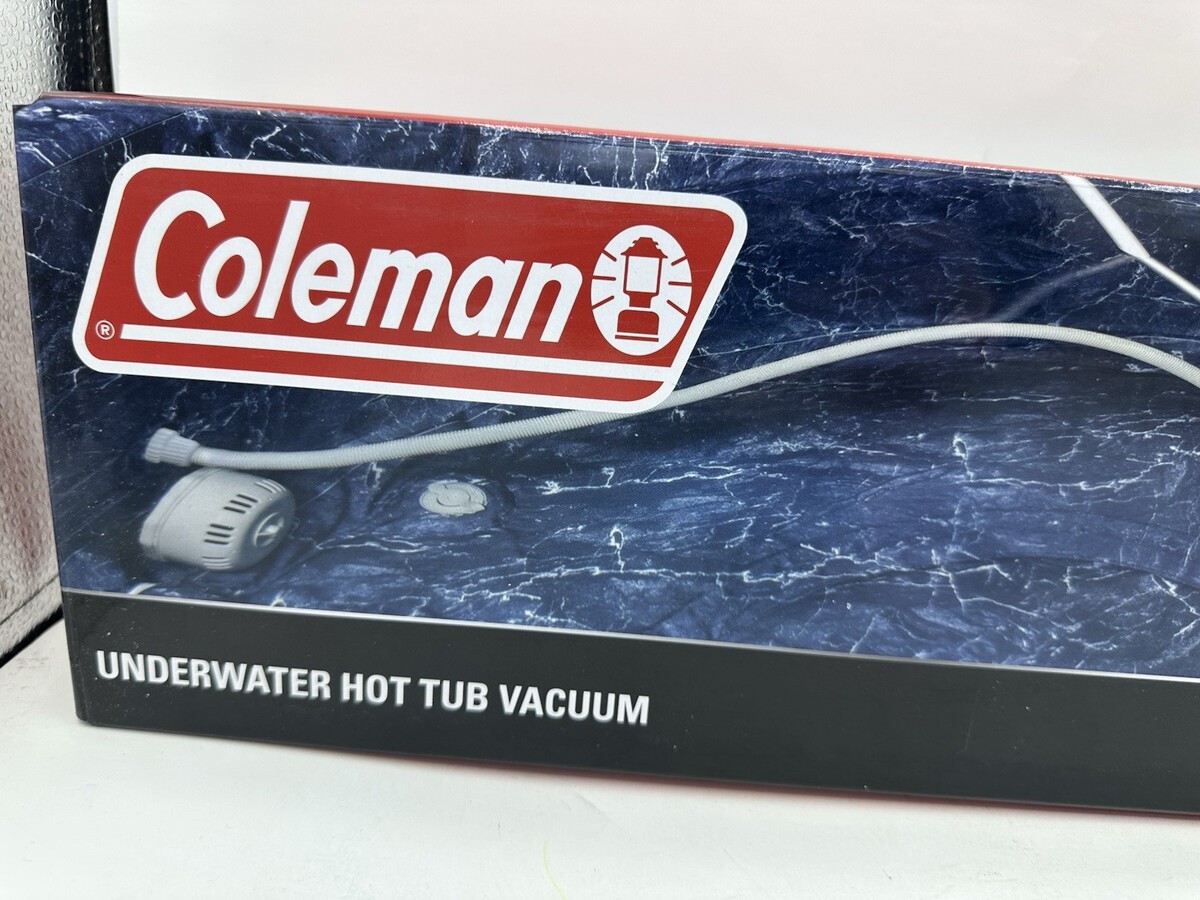 Coleman
®
UNDERWATER HOT TUB VACUUM